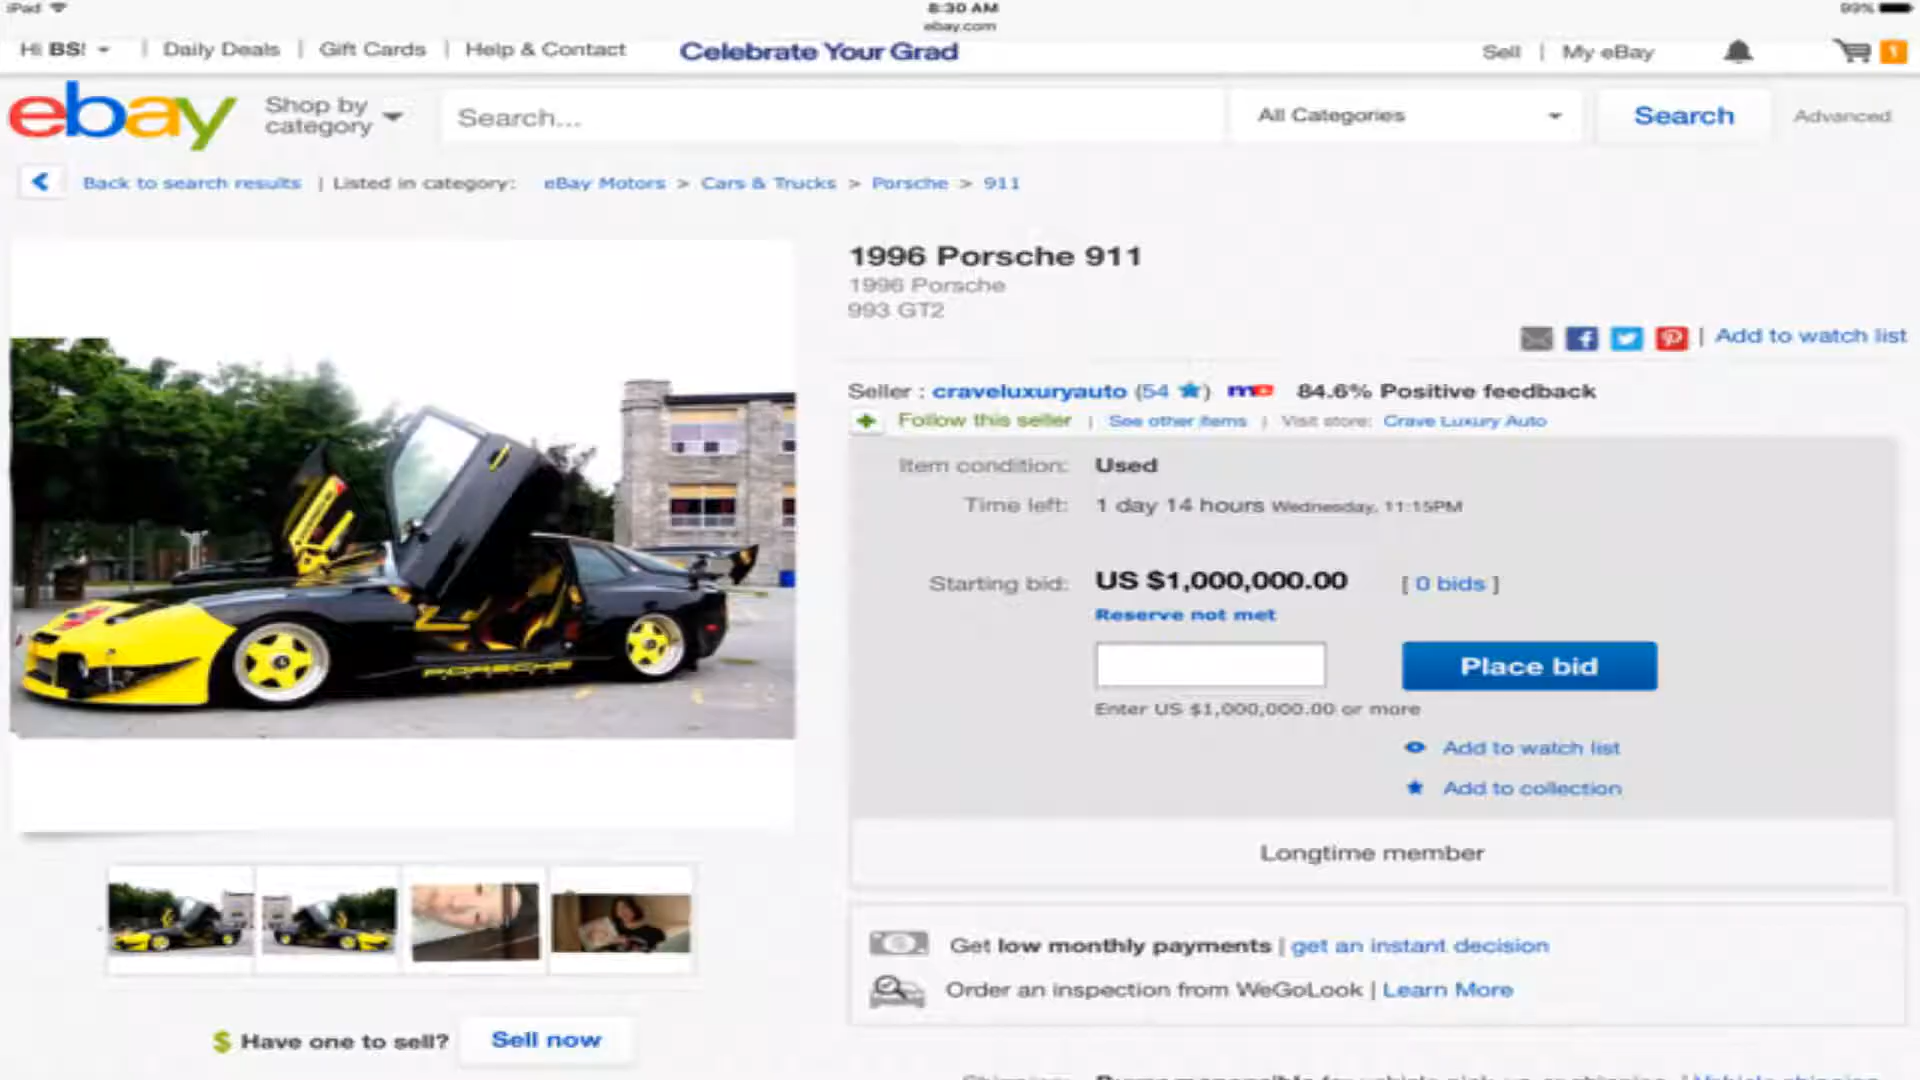 iPad 8:30 AM 99%
ebay.com
Hi BS! | Daily Deals | Gift Cards | Help & Contact Celebrate Your Grad Sell | My eBay 1
ebay Shop by category Search... All Categories Search Advanced
Back to search results | Listed in category: eBay Motors > Cars & Trucks > Porsche > 911
1996 Porsche 911
1996 Porsche
993 GT2
| Add to watch list
Seller : craveluxuryauto (54 ) me 84.6% Positive feedback
Follow this seller | See other items | Visit store: Crave Luxury Auto
Item condition: Used
Time left: 1 day 14 hours Wednesday, 11:15PM
Starting bid: US $1,000,000.00 [ 0 bids ]
Reserve not met
Place bid
Enter US $1,000,000.00 or more
Add to watch list
Add to collection
PORSCHE
Longtime member
Get low monthly payments | get an instant decision
Order an inspection from WeGoLook | Learn More
$ Have one to sell? Sell now